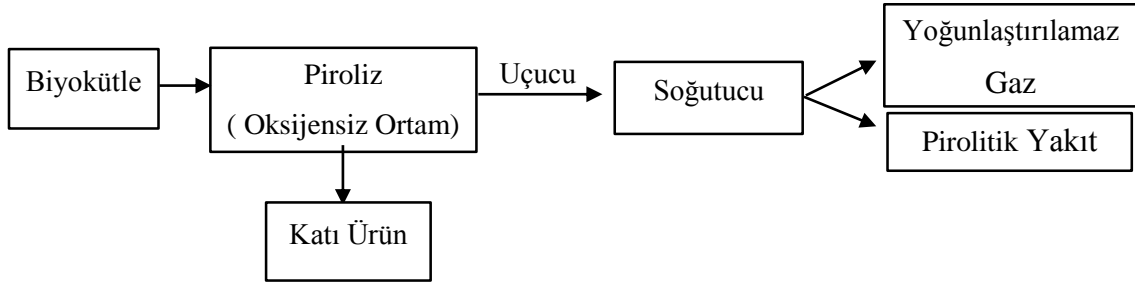 Biyokütle
Piroliz
( Oksijensiz Ortam)
Uçucu
Soğutucu
Yoğunlaştırılamaz
Gaz
Pirolitik Yakıt
Katı Ürün